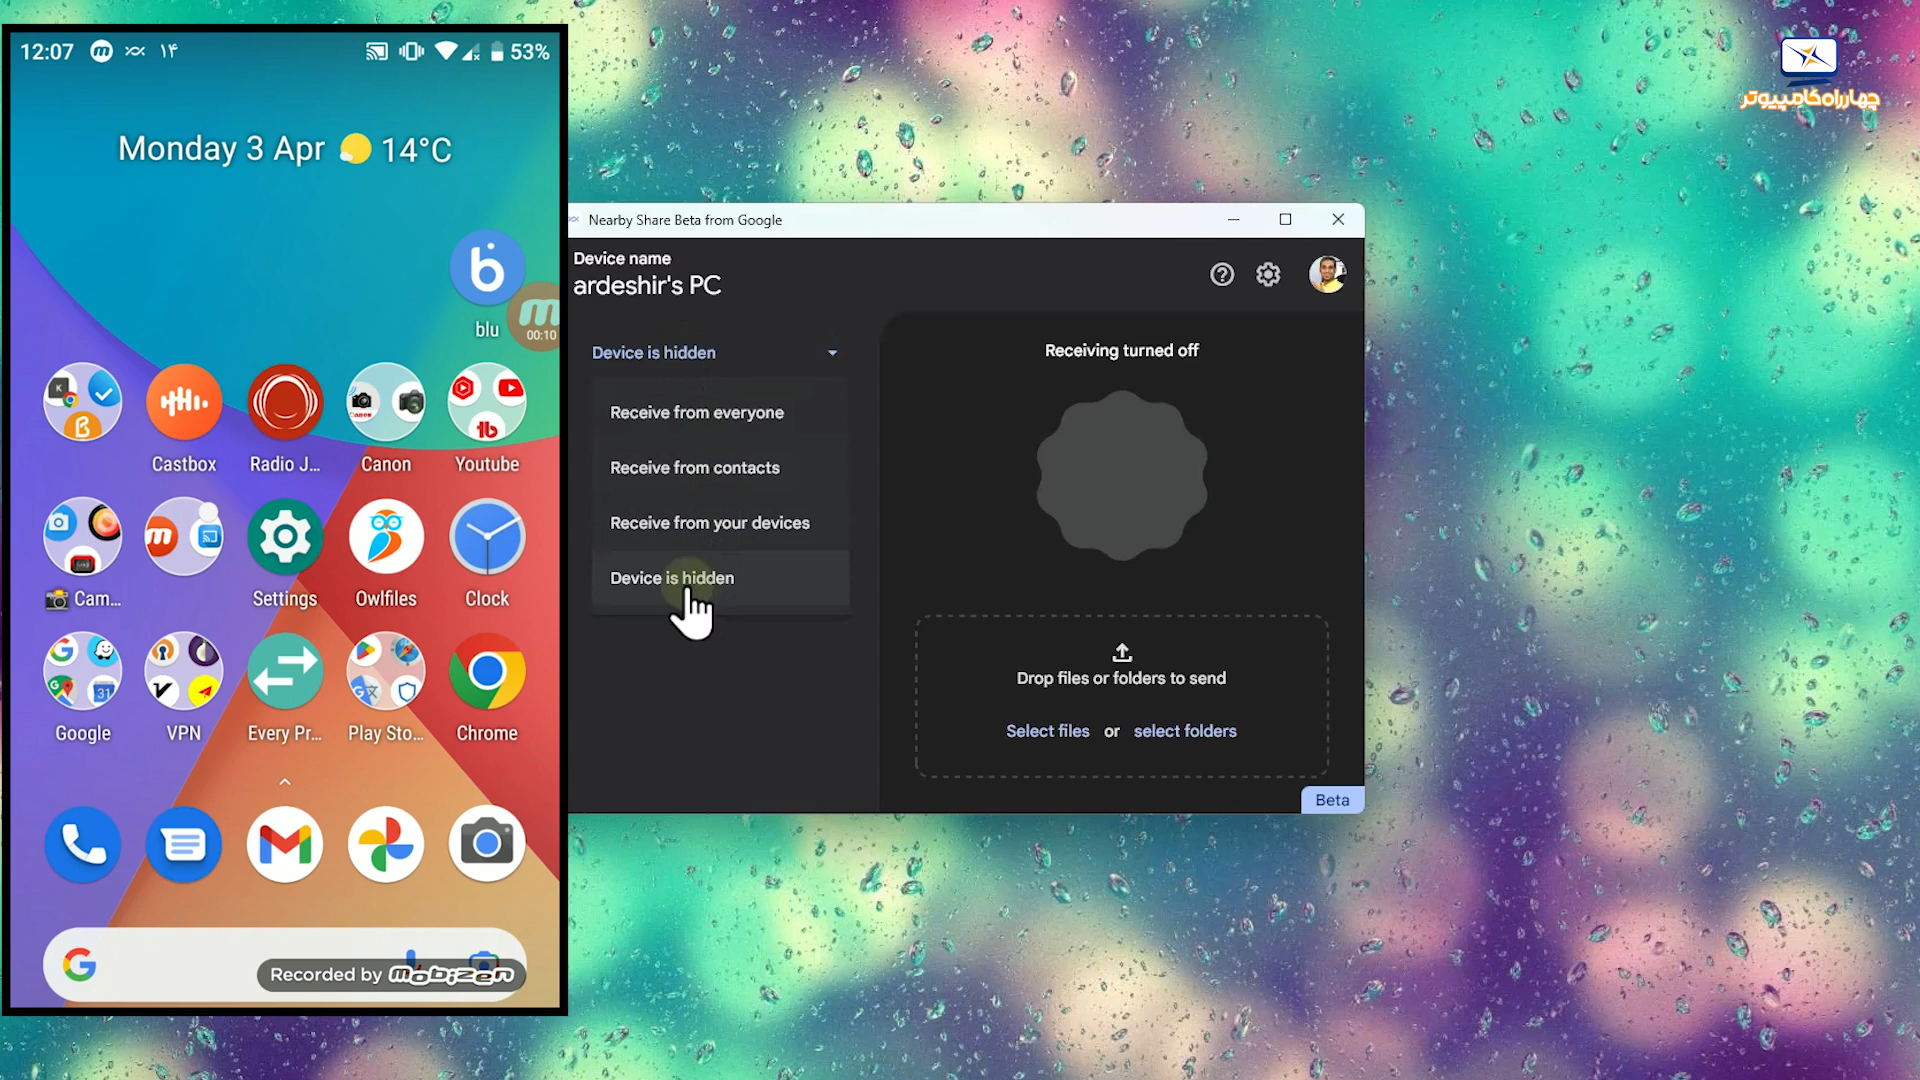 12:07
۱۴
53%
Monday 3 Apr
14°C
blu
00:10
Castbox
Radio J...
Canon
Youtube
Cam...
Settings
Owlfiles
Clock
Google
VPN
Every Pr...
Play Sto...
Chrome
Recorded by mobizen
Nearby Share Beta from Google
Device name
ardeshir's PC
Device is hidden
Receive from everyone
Receive from contacts
Receive from your devices
Device is hidden
Receiving turned off
Drop files or folders to send
Select files or select folders
Beta
چهارراه کامپیوتر